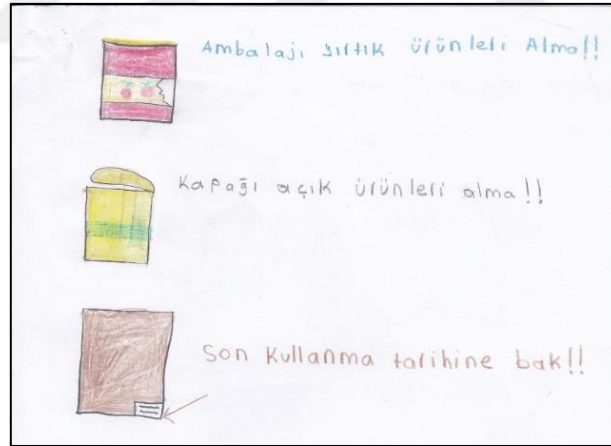 Ambalajı yırtık ürünleri Alma!!
Kapağı açık ürünleri alma!!
Son Kullanma tarihine bak!!